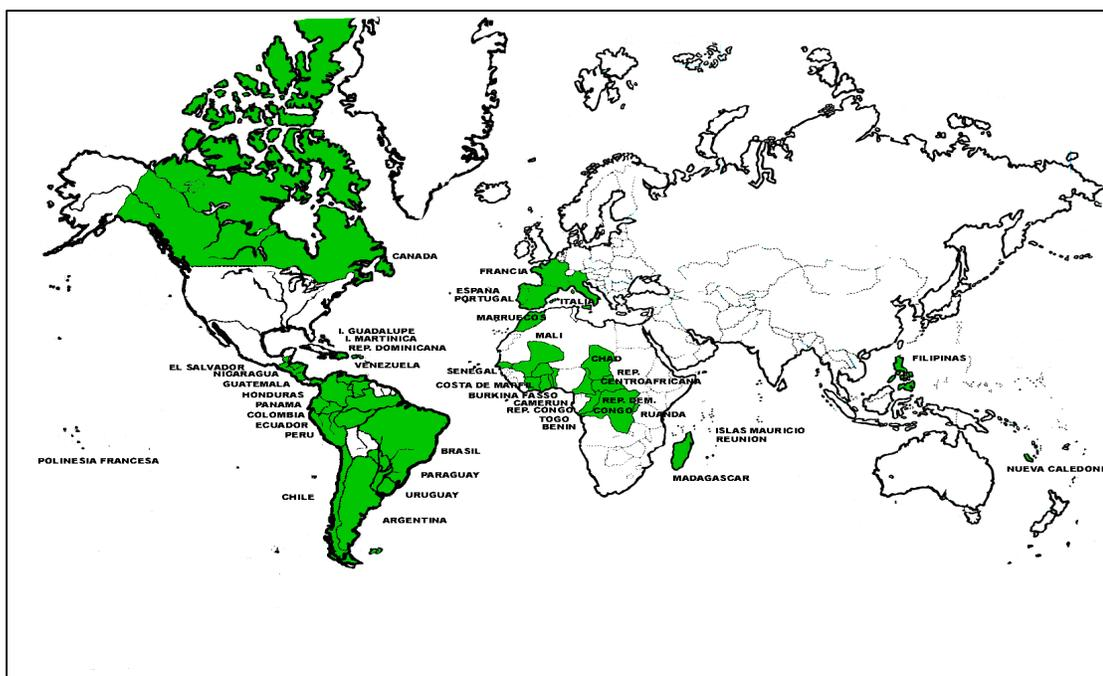 CANADA
FRANCIA
ESPAÑA
PORTUGAL
ITALIA
MARRUECOS
I. GUADALUPE
I. MARTINICA
REP. DOMINICANA
VENEZUELA
EL SALVADOR
NICARAGUA
GUATEMALA
HONDURAS
PANAMA
COLOMBIA
ECUADOR
PERU
MALI
CHAD
SENEGAL
REP.
CENTROAFRICANA
COSTA DE MARFIL
BURKINA FASSO
CAMERUN
REP. CONGO
TOGO
BENIN
REP. DEM.
CONGO
RUANDA
FILIPINAS
ISLAS MAURICIO
REUNION
MADAGASCAR
NUEVA CALEDONI
POLINESIA FRANCESA
BRASIL
PARAGUAY
URUGUAY
CHILE
ARGENTINA